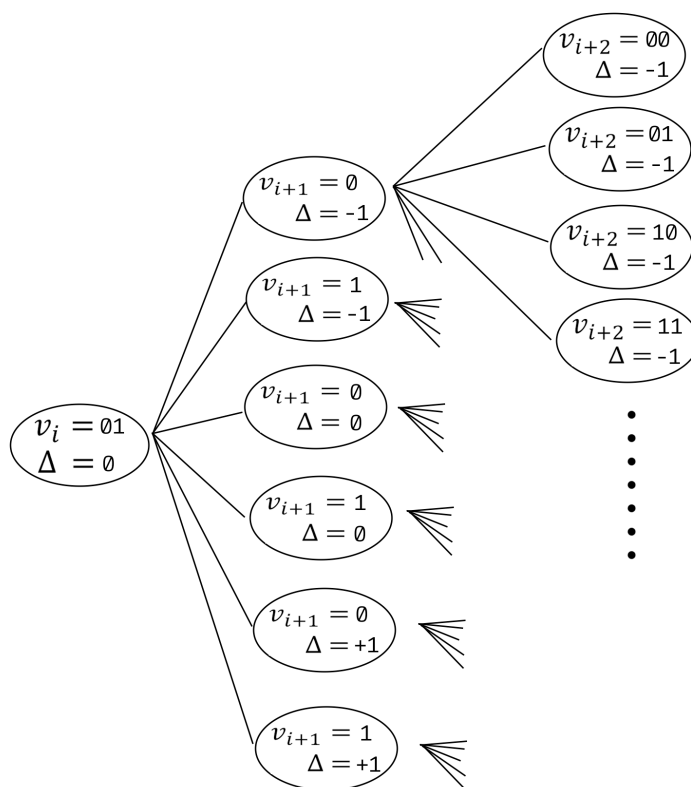 v_{i+2} = 00
Δ = -1
v_{i+2} = 01
Δ = -1
v_{i+1} = 0
Δ = -1
v_{i+2} = 10
Δ = -1
v_{i+1} = 1
Δ = -1
v_{i+2} = 11
Δ = -1
v_{i+1} = 0
Δ = 0
v_i = 01
Δ = 0
v_{i+1} = 1
Δ = 0
v_{i+1} = 0
Δ = +1
v_{i+1} = 1
Δ = +1